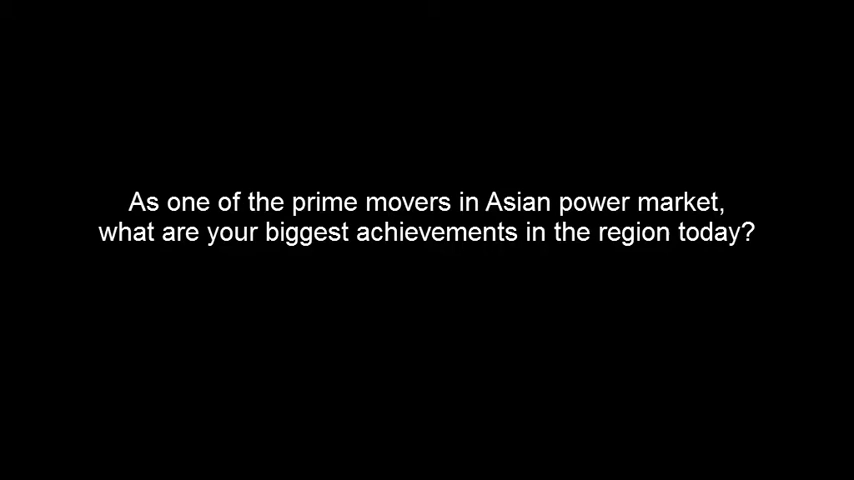 As one of the prime movers in Asian power market,
what are your biggest achievements in the region today?